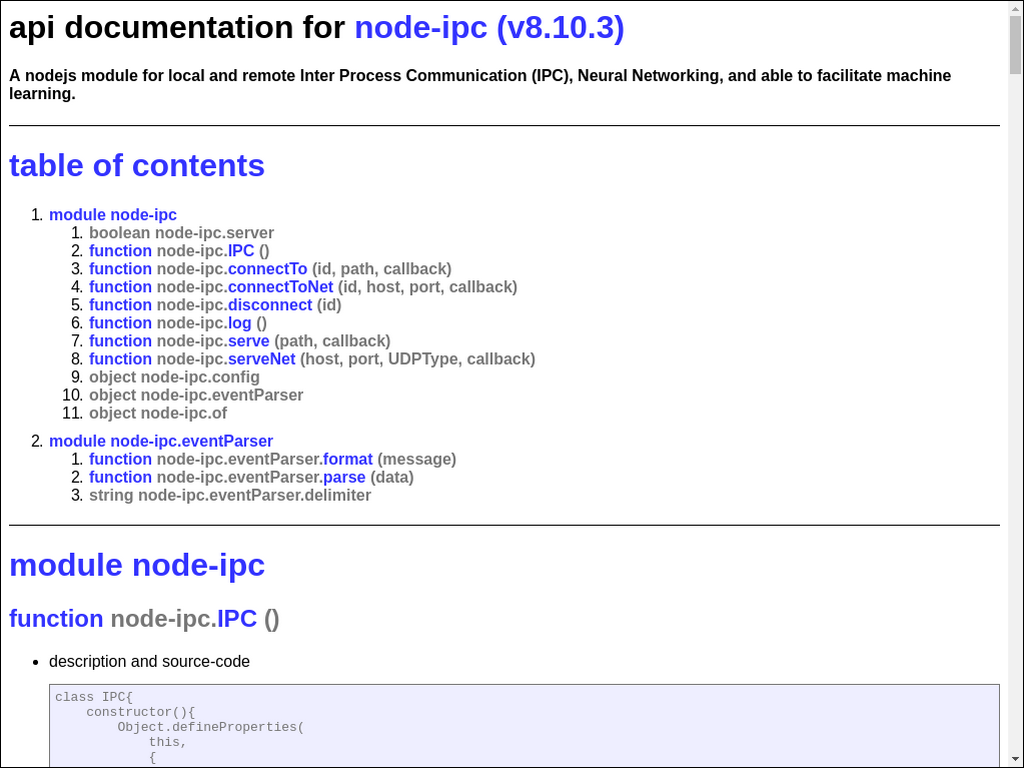 api documentation for node-ipc (v8.10.3)
A nodejs module for local and remote Inter Process Communication (IPC), Neural Networking, and able to facilitate machine
learning.
table of contents
1. module node-ipc
1. boolean node-ipc.server
2. function node-ipc.IPC ()
3. function node-ipc.connectTo (id, path, callback)
4. function node-ipc.connectToNet (id, host, port, callback)
5. function node-ipc.disconnect (id)
6. function node-ipc.log ()
7. function node-ipc.serve (path, callback)
8. function node-ipc.serveNet (host, port, UDPType, callback)
9. object node-ipc.config
10. object node-ipc.eventParser
11. object node-ipc.of
2. module node-ipc.eventParser
1. function node-ipc.eventParser.format (message)
2. function node-ipc.eventParser.parse (data)
3. string node-ipc.eventParser.delimiter
module node-ipc
function node-ipc.IPC ()
• description and source-code
class IPC{
    constructor(){
        Object.defineProperties(
            this,
            {